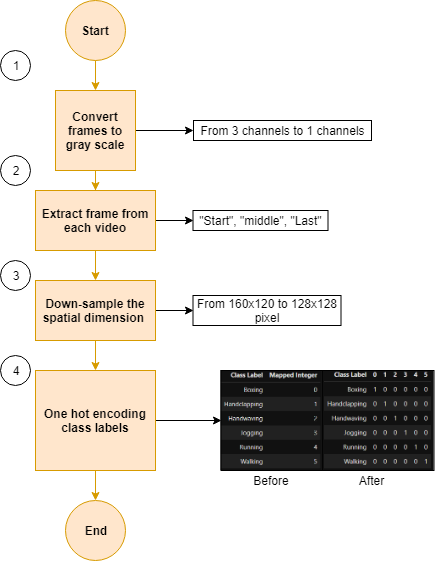 Start
1
Convert
frames to
gray scale
From 3 channels to 1 channels
2
Extract frame from
each video
"Start", "middle", "Last"
3
Down-sample the
spatial dimension
From 160x120 to 128x128
pixel
4
One hot encoding
class labels
Class Label Mapped Integer
Boxing 0
Handclapping 1
Handwaving 2
Jogging 3
Running 4
Walking 5
Before
Class Label 0 1 2 3 4 5
Boxing 1 0 0 0 0 0
Handclapping 0 1 0 0 0 0
Handwaving 0 0 1 0 0 0
Jogging 0 0 0 1 0 0
Running 0 0 0 0 1 0
Walking 0 0 0 0 0 1
After
End